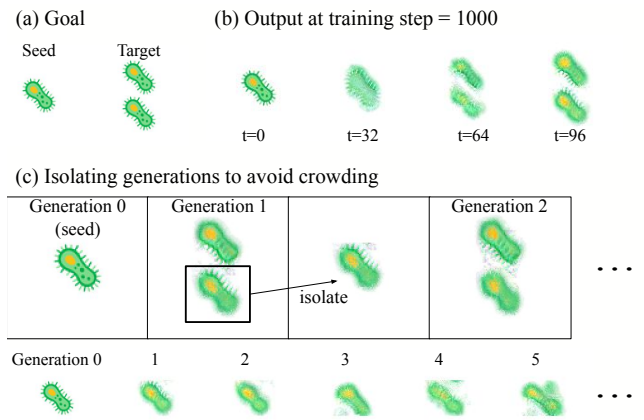 (a) Goal
(b) Output at training step = 1000
Seed
Target
t=0
t=32
t=64
t=96
(c) Isolating generations to avoid crowding
Generation 0
(seed)
Generation 1
isolate
Generation 2
. . .
Generation 0
1
2
3
4
5
. . .